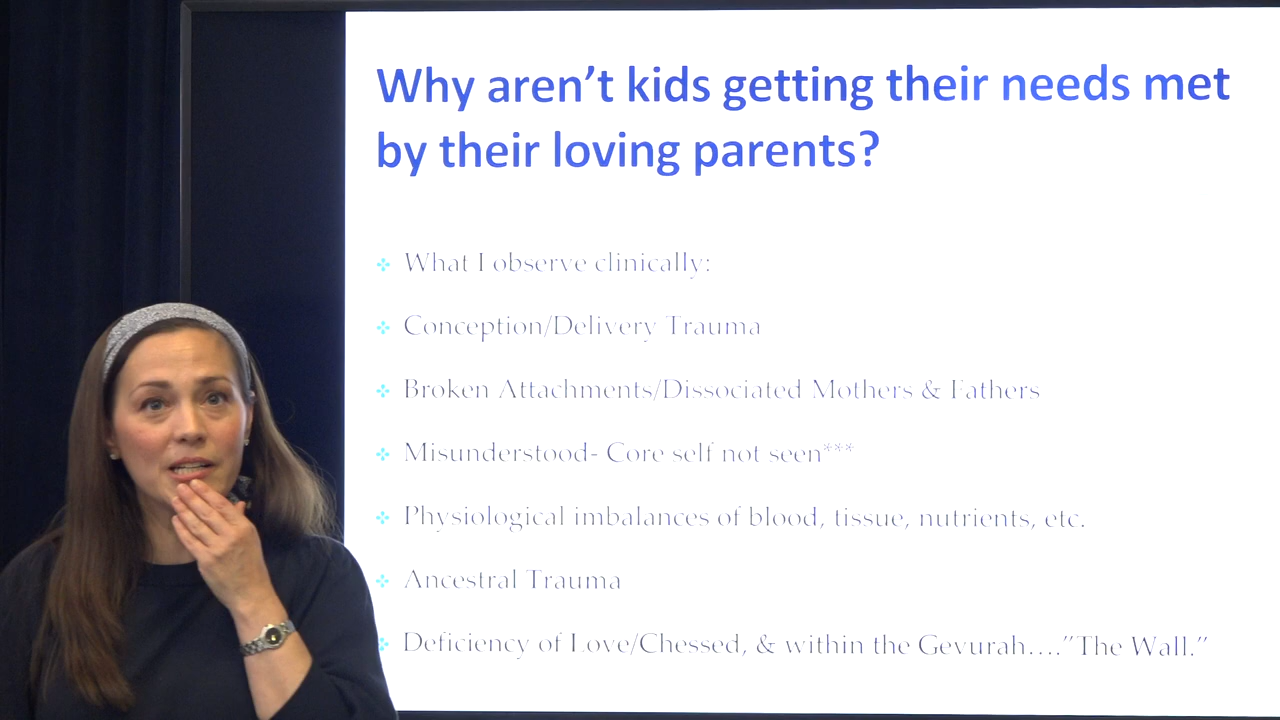 Why aren’t kids getting their needs met
by their loving parents?
What I observe clinically:
Conception/Delivery Trauma
Broken Attachments/Dissociated Mothers & Fathers
Misunderstood- Core self not seen***
Physiological imbalances of blood, tissue, nutrients, etc.
Ancestral Trauma
Deficiency of Love/Chessed, & within the Gevurah….”The Wall.”